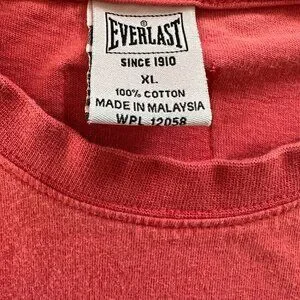 EVERLAST
SINCE 1910
XL
100% COTTON
MADE IN MALAYSIA
WPL 12058